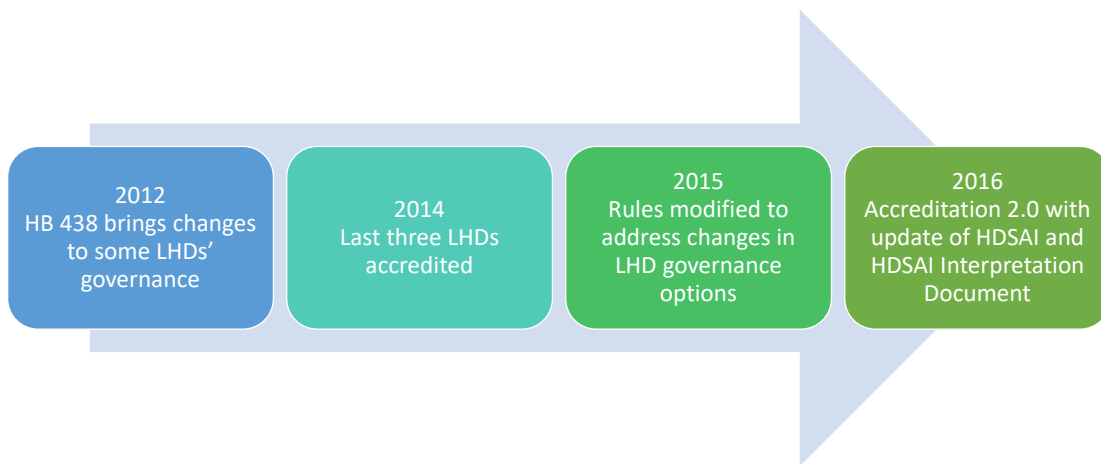 2012
HB 438 brings changes
to some LHDs’
governance
2014
Last three LHDs
accredited
2015
Rules modified to
address changes in
LHD governance
options
2016
Accreditation 2.0 with
update of HDSAI and
HDSAI Interpretation
Document